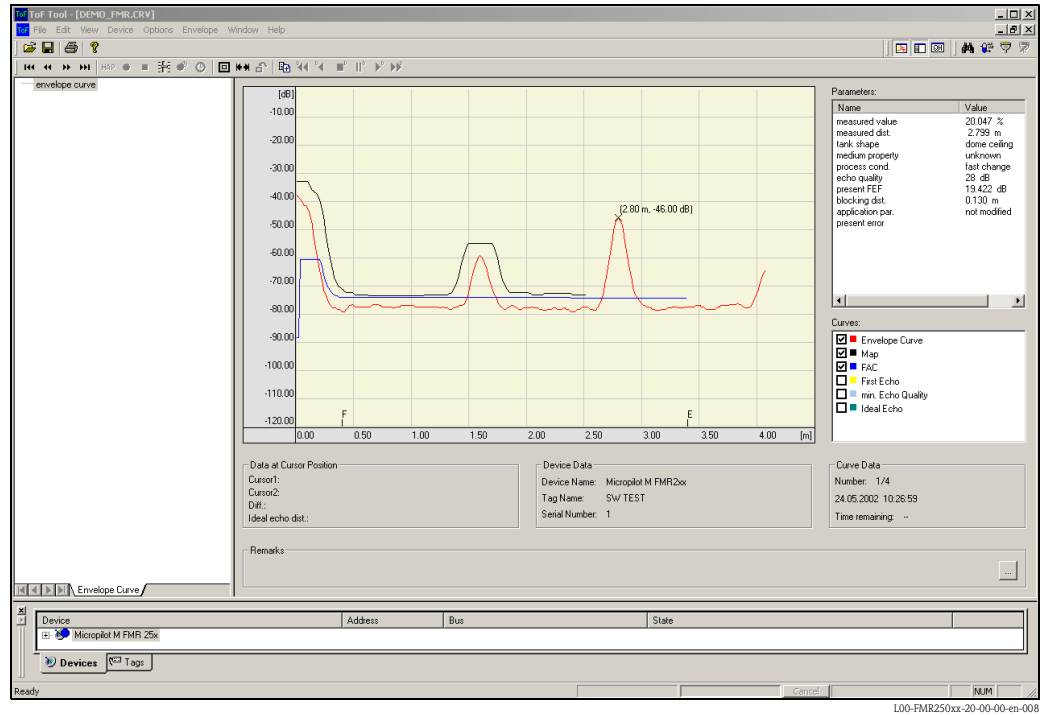 ToF Tool - [DEMO_FMR.CRV]
File Edit View Device Options Envelope Window Help
MAP
envelope curve
[dB]
-10.00
-20.00
-30.00
-40.00
-50.00
-60.00
-70.00
-80.00
-90.00
-100.00
-110.00
-120.00
(2.80 m, -46.00 dB)
F
E
0.00 0.50 1.00 1.50 2.00 2.50 3.00 3.50 4.00 [m]
Parameters:
Name Value
measured value 20.047 %
measured dist. 2.799 m
tank shape dome ceiling
medium property unknown
process cond. fast change
echo quality 28 dB
present FEF 19.422 dB
blocking dist. 0.130 m
application par. not modified
present error
Curves:
Envelope Curve
Map
FAC
First Echo
min. Echo Quality
Ideal Echo
Data at Cursor Position
Cursor1:
Cursor2:
Diff.:
Ideal echo dist.:
Device Data
Device Name: Micropilot M FMR2xx
Tag Name: SW TEST
Serial Number: 1
Curve Data
Number: 1/4
24.05.2002 10:26:59
Time remaining: --
Remarks
...
Envelope Curve
Device Address Bus State
Micropilot M FMR 25x
Devices Tags
Ready Cancel NUM
L00-FMR250xx-20-00-00-en-008